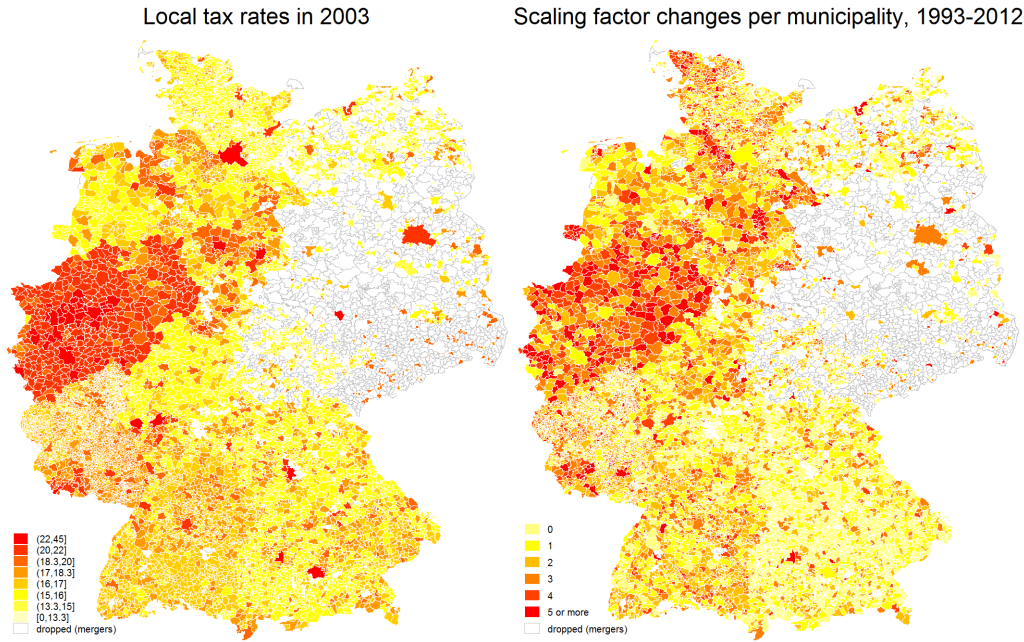 Local tax rates in 2003
(22,45]
(20,22]
(18.3,20]
(17,18.3]
(16,17]
(15,16]
(13.3,15]
[0,13.3]
dropped (mergers)
Scaling factor changes per municipality, 1993-2012
0
1
2
3
4
5 or more
dropped (mergers)